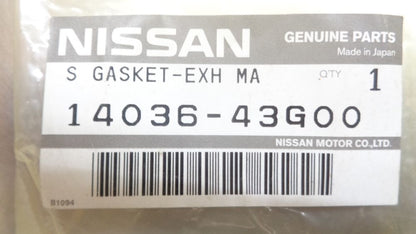 NISSAN GENUINE PARTS
Made in Japan
S GASKET-EXH MA QTY 1
14036-43G00
NISSAN MOTOR CO.,LTD.
B1094